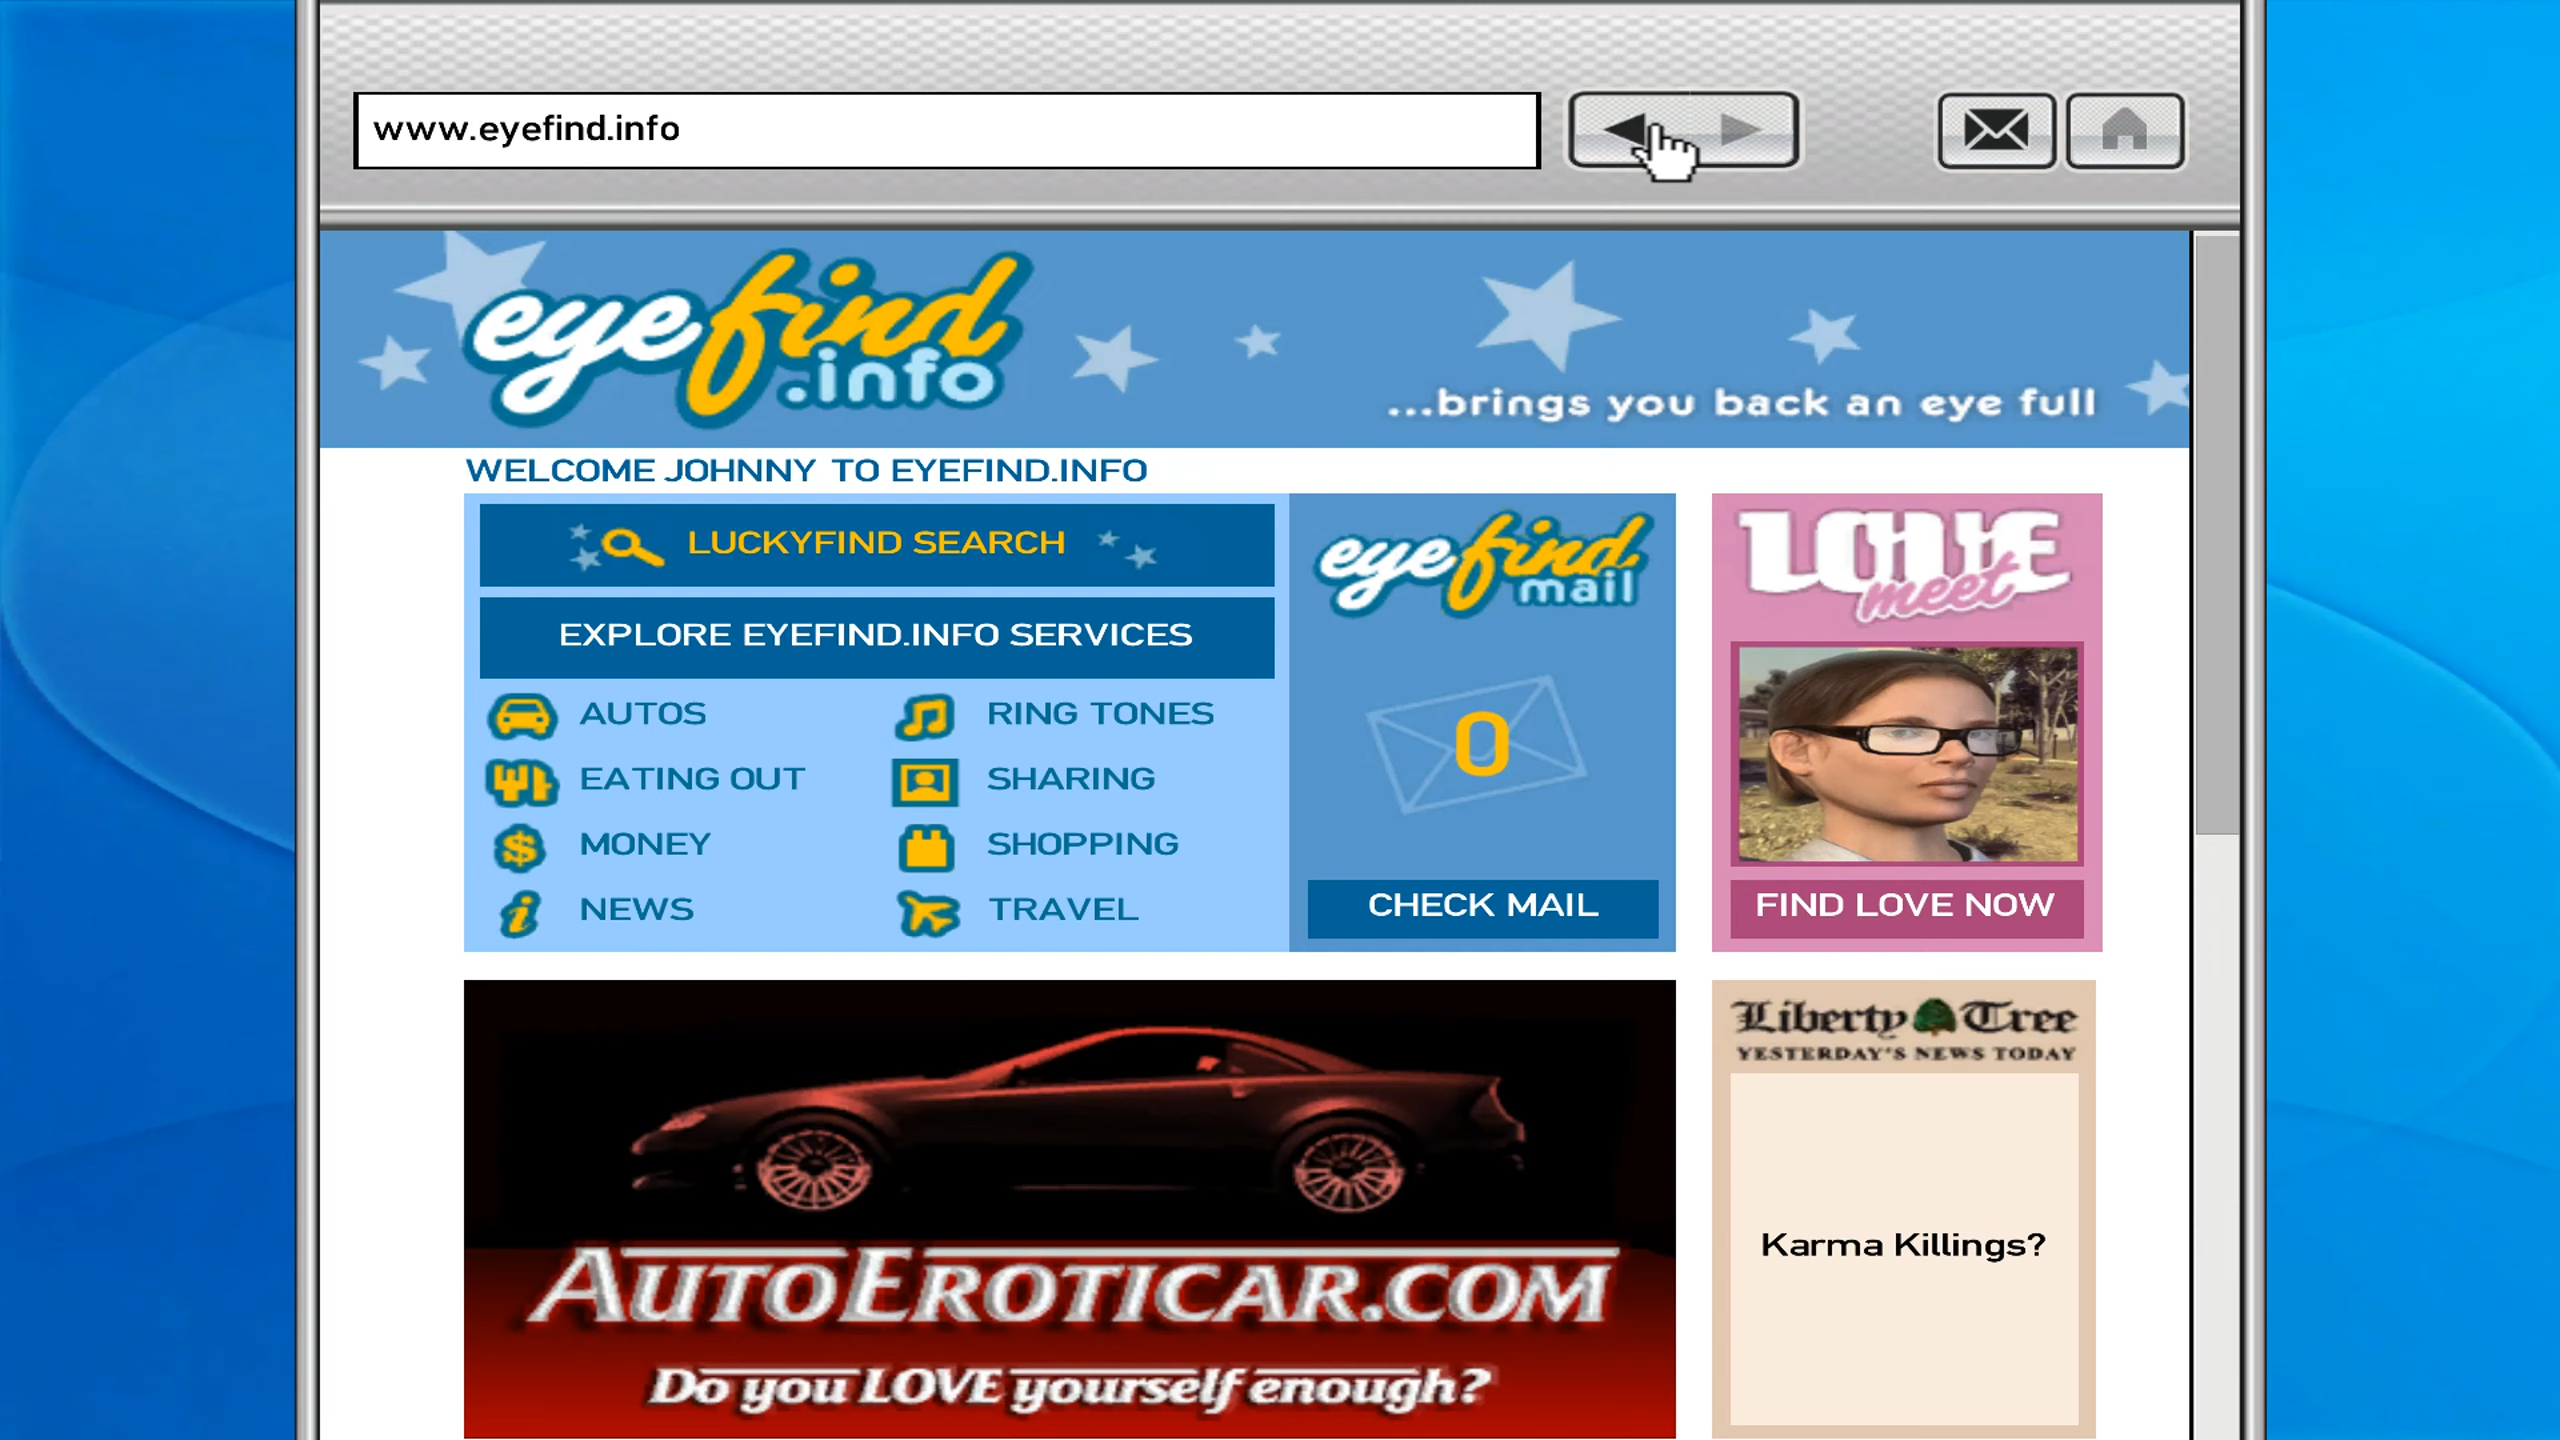 www.eyefind.info
eyefind
.info
...brings you back an eye full
WELCOME JOHNNY TO EYEFIND.INFO
LUCKYFIND SEARCH
EXPLORE EYEFIND.INFO SERVICES
AUTOS
RING TONES
EATING OUT
SHARING
MONEY
SHOPPING
NEWS
TRAVEL
eyefind
mail
0
CHECK MAIL
LOVE
meet
FIND LOVE NOW
AUTOEROTICAR.COM
Do you LOVE yourself enough?
Liberty Tree
YESTERDAY'S NEWS TODAY
Karma Killings?